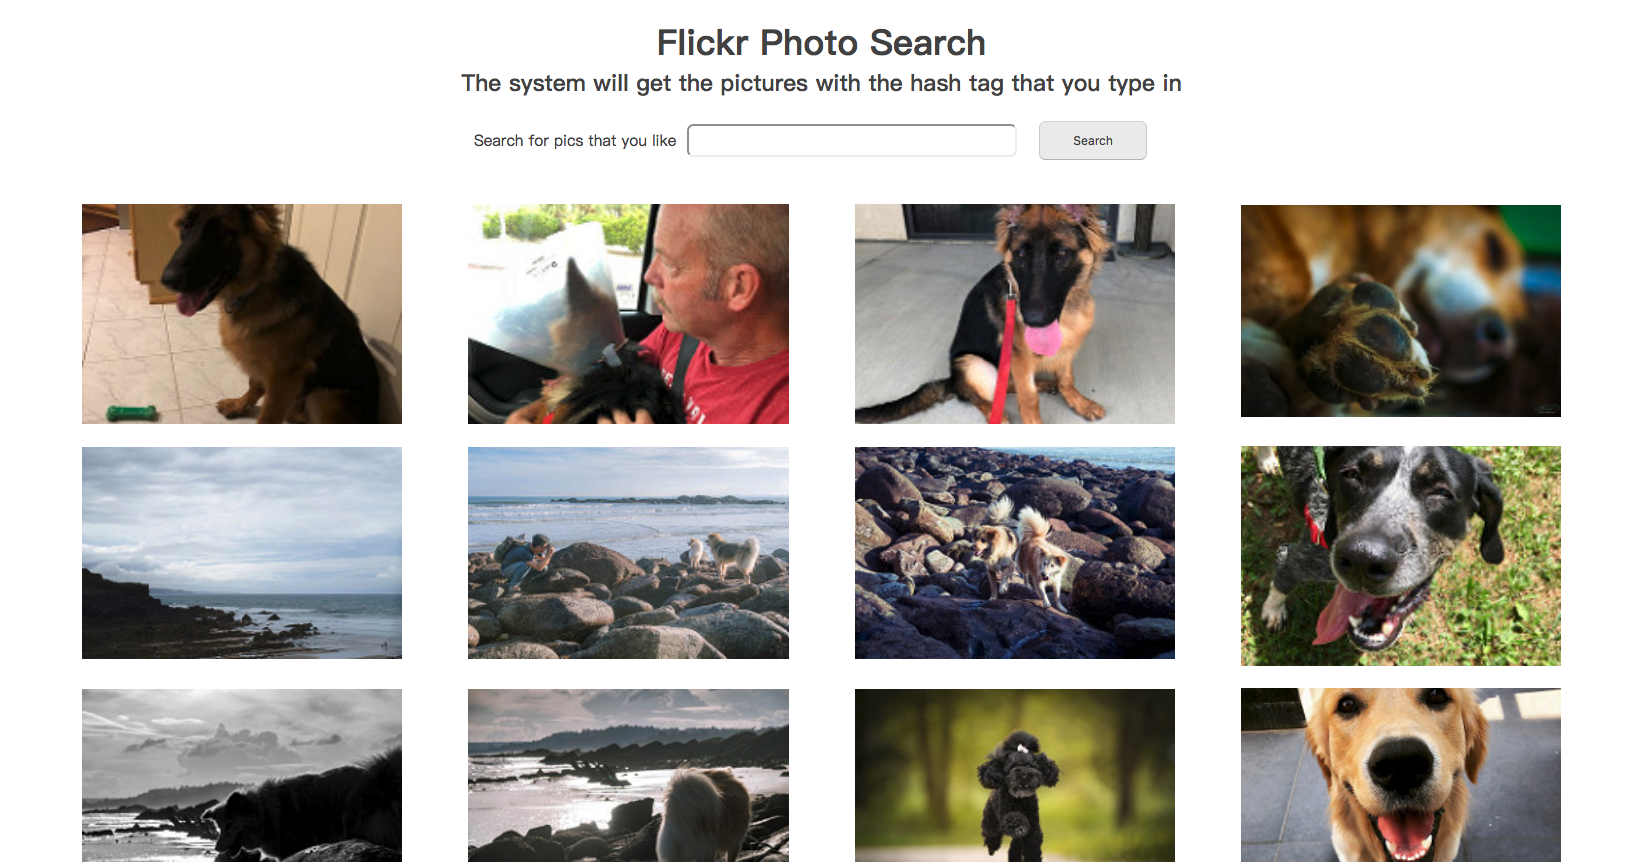 Flickr Photo Search
The system will get the pictures with the hash tag that you type in
Search for pics that you like
Search